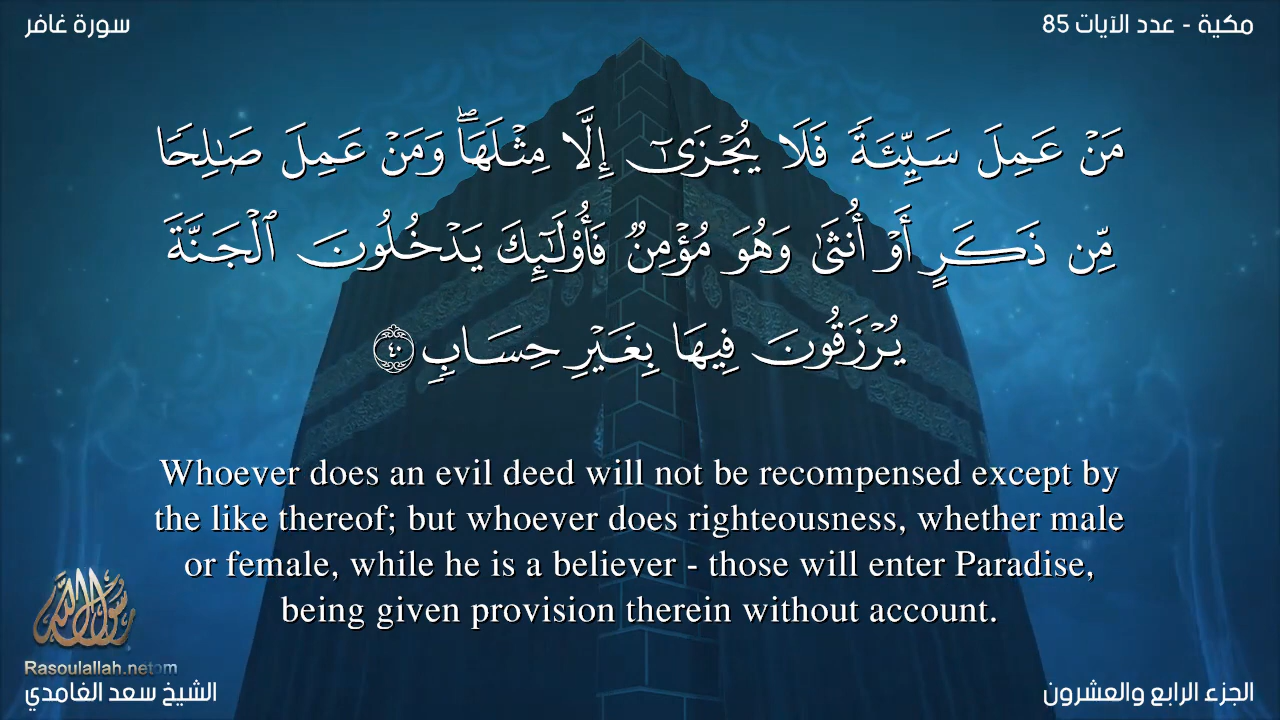 سورة غافر
مكية - عدد الآيات 85
مَنْ عَمِلَ سَيِّئَةً فَلَا يُجْزَىٰٓ إِلَّا مِثْلَهَا ۖ وَمَنْ عَمِلَ صَـٰلِحًا
مِّن ذَكَرٍ أَوْ أُنثَىٰ وَهُوَ مُؤْمِنٌ فَأُو۟لَـٰٓئِكَ يَدْخُلُونَ ٱلْجَنَّةَ
يُرْزَقُونَ فِيهَا بِغَيْرِ حِسَابٍ ٤٠
Whoever does an evil deed will not be recompensed except by
the like thereof; but whoever does righteousness, whether male
or female, while he is a believer - those will enter Paradise,
being given provision therein without account.
رسول الله
Rasoulallah.net
الشيخ سعد الغامدي
الجزء الرابع والعشرون